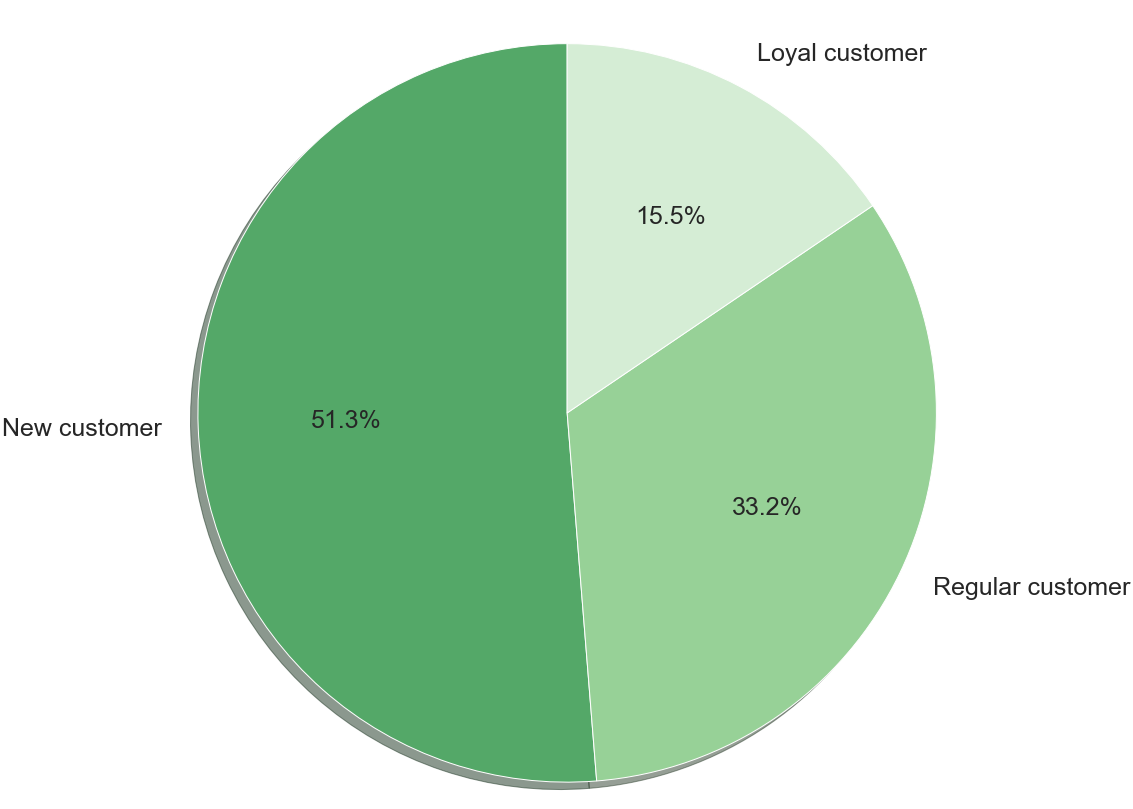 Loyal customer
15.5%
New customer
51.3%
33.2%
Regular customer